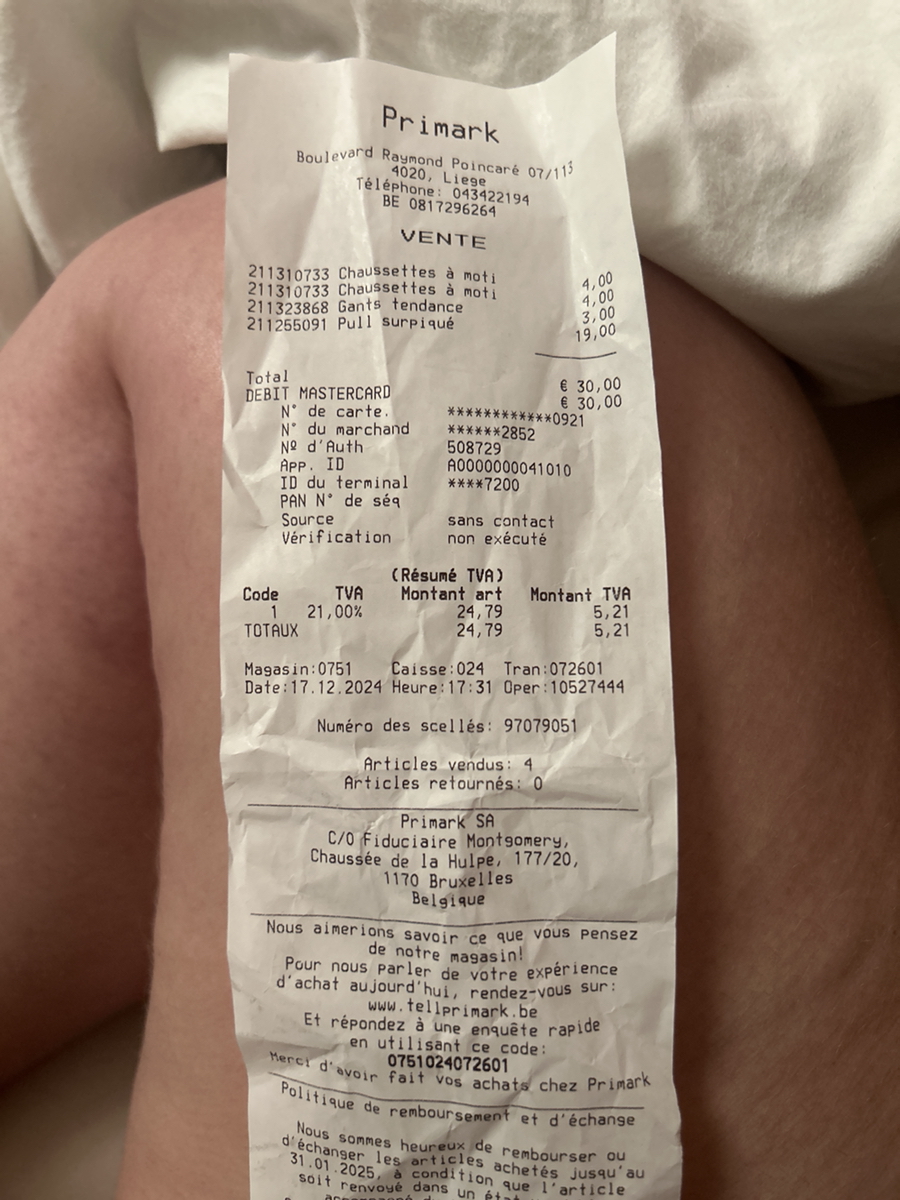 Primark
Boulevard Raymond Poincaré 07/113
4020, Liege
Téléphone: 043422194
BE 0817296264
VENTE
211310733 Chaussettes à moti 4,00
211310733 Chaussettes à moti 4,00
211323868 Gants tendance 3,00
211255091 Pull surpiqué 19,00
Total € 30,00
DEBIT MASTERCARD € 30,00
N° de carte. ************0921
N° du marchand ******2852
Nº d'Auth 508729
App. ID A0000000041010
ID du terminal ****7200
PAN N° de séq
Source sans contact
Vérification non exécuté
(Résumé TVA)
Code TVA Montant art Montant TVA
1 21,00% 24,79 5,21
TOTAUX 24,79 5,21
Magasin:0751 Caisse:024 Tran:072601
Date:17.12.2024 Heure:17:31 Oper:10527444
Numéro des scellés: 97079051
Articles vendus: 4
Articles retournés: 0
Primark SA
C/O Fiduciaire Montgomery,
Chaussée de la Hulpe, 177/20,
1170 Bruxelles
Belgique
Nous aimerions savoir ce que vous pensez
de notre magasin!
Pour nous parler de votre expérience
d'achat aujourd'hui, rendez-vous sur:
www.tellprimark.be
Et répondez à une enquête rapide
en utilisant ce code:
0751024072601
Merci d'avoir fait vos achats chez Primark
Politique de remboursement et d'échange
Nous sommes heureux de rembourser ou
d'échanger les articles achetés jusqu'au
31.01.2025, à condition que l'article
soit renvoyé dans un état